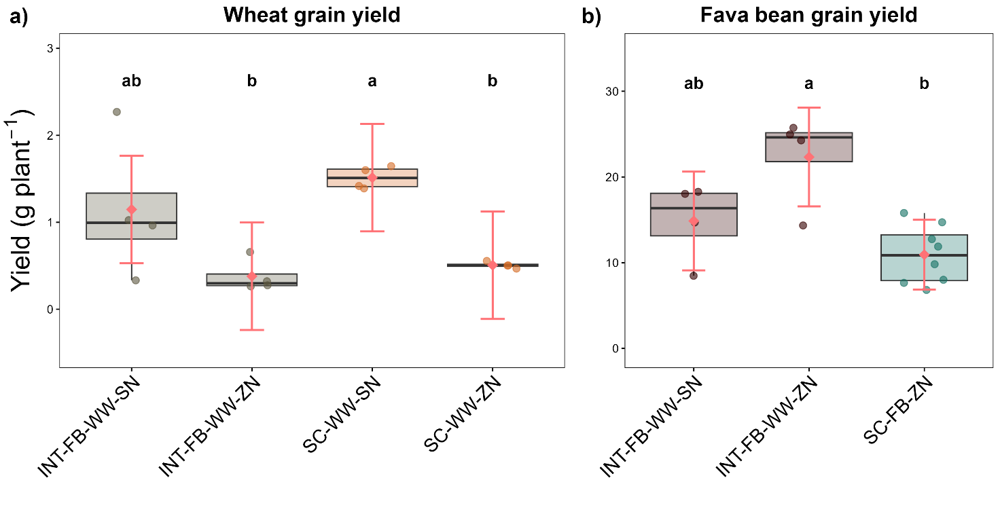 a)
Wheat grain yield
Yield (g plant⁻¹)
3
2
1
0
ab
b
a
b
INT-FB-WW-SN
INT-FB-WW-ZN
SC-WW-SN
SC-WW-ZN
b)
Fava bean grain yield
30
20
10
0
ab
a
b
INT-FB-WW-SN
INT-FB-WW-ZN
SC-FB-ZN